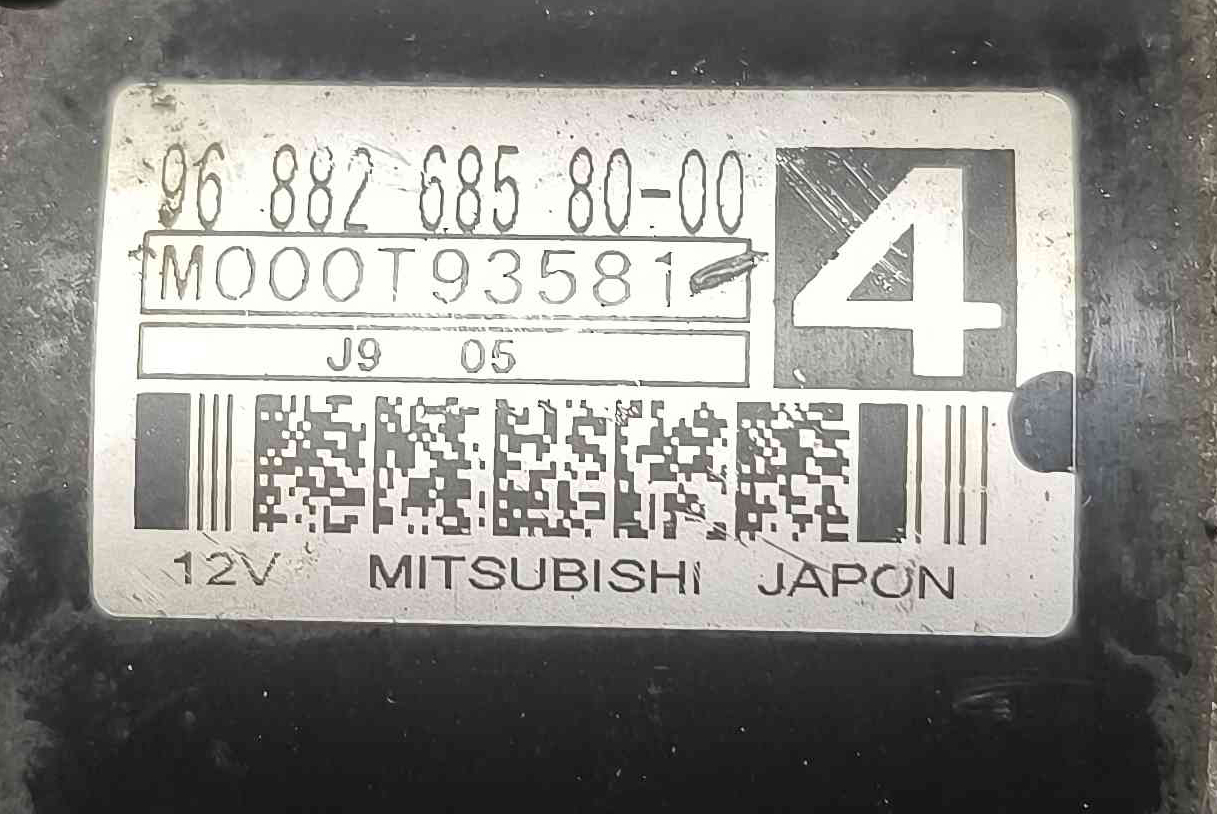 96 882 685 80-00
M000T93581
4
J9 05
12V MITSUBISHI JAPON